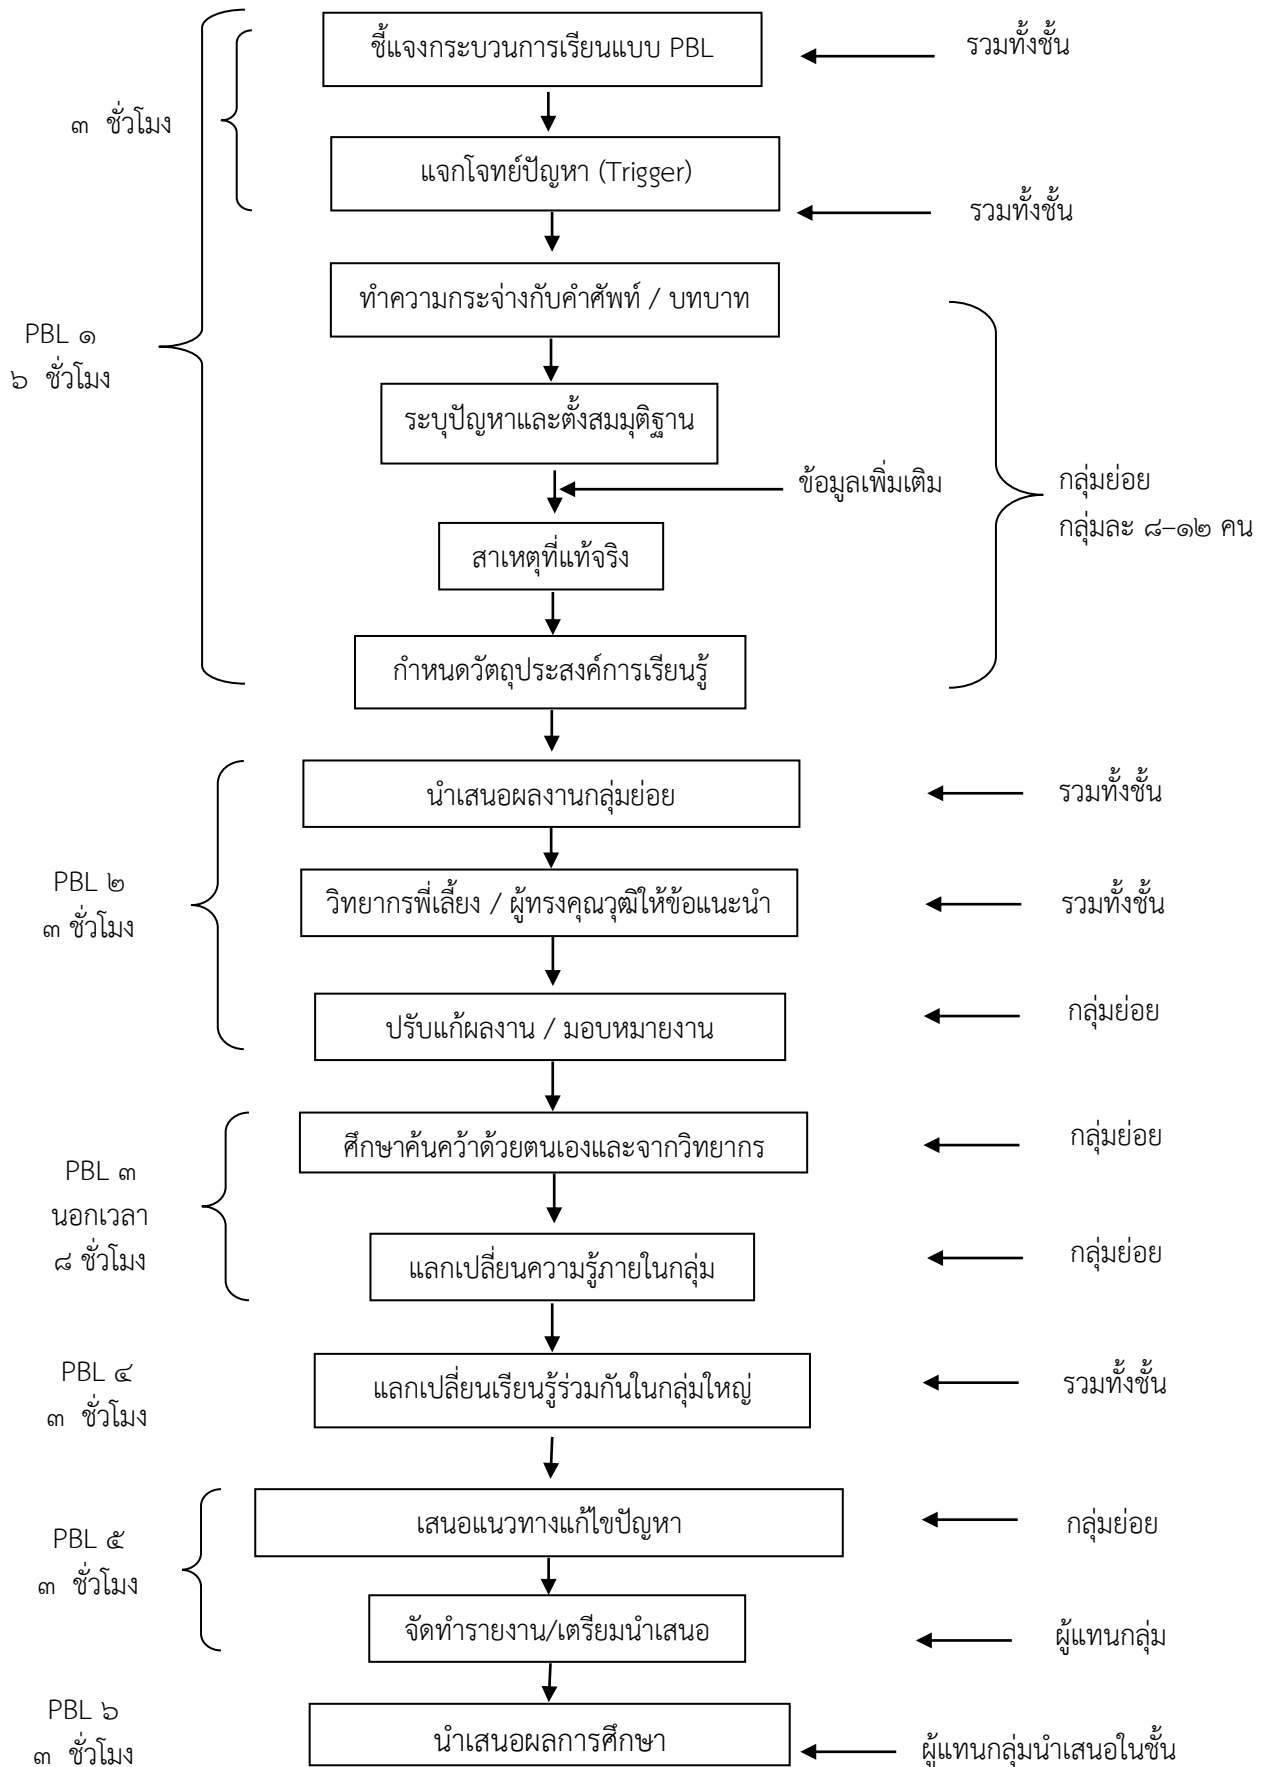 ชี้แจงกระบวนการเรียนแบบ PBL
รวมทั้งชั้น
๓ ชั่วโมง
แจกโจทย์ปัญหา (Trigger)
รวมทั้งชั้น
ทำความกระจ่างกับคำศัพท์ / บทบาท
PBL ๑
๖ ชั่วโมง
ระบุปัญหาและตั้งสมมุติฐาน
ข้อมูลเพิ่มเติม
กลุ่มย่อย
กลุ่มละ ๘–๑๒ คน
สาเหตุที่แท้จริง
กำหนดวัตถุประสงค์การเรียนรู้
นำเสนอผลงานกลุ่มย่อย
รวมทั้งชั้น
PBL ๒
๓ ชั่วโมง
วิทยากรพี่เลี้ยง / ผู้ทรงคุณวุฒิให้ข้อแนะนำ
รวมทั้งชั้น
ปรับแก้ผลงาน / มอบหมายงาน
กลุ่มย่อย
ศึกษาค้นคว้าด้วยตนเองและจากวิทยากร
กลุ่มย่อย
PBL ๓
นอกเวลา
๘ ชั่วโมง
แลกเปลี่ยนความรู้ภายในกลุ่ม
กลุ่มย่อย
PBL ๔
๓ ชั่วโมง
แลกเปลี่ยนเรียนรู้ร่วมกันในกลุ่มใหญ่
รวมทั้งชั้น
เสนอแนวทางแก้ไขปัญหา
กลุ่มย่อย
PBL ๕
๓ ชั่วโมง
จัดทำรายงาน/เตรียมนำเสนอ
ผู้แทนกลุ่ม
PBL ๖
๓ ชั่วโมง
นำเสนอผลการศึกษา
ผู้แทนกลุ่มนำเสนอในชั้น